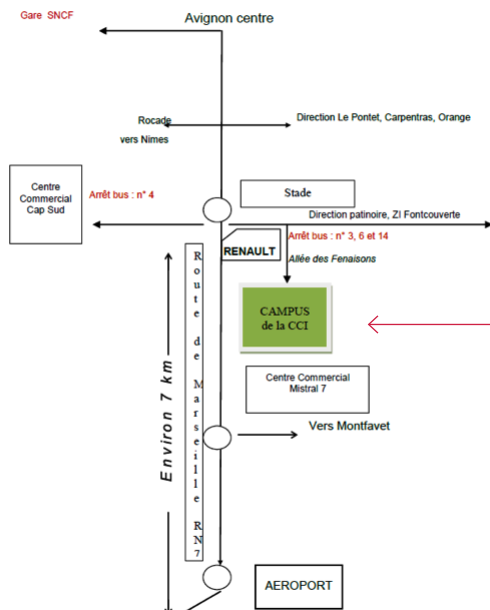 Gare SNCF
Avignon centre
Rocade
vers Nimes
Direction Le Pontet, Carpentras, Orange
Centre
Commercial
Cap Sud
Arrêt bus : n° 4
Stade
Direction patinoire, ZI Fontcouverte
RENAULT
Arrêt bus : n° 3, 6 et 14
Allée des Fenaisons
CAMPUS
de la CCI
Route de Marseille RN7
Environ 7 km
Centre Commercial
Mistral 7
Vers Montfavet
AEROPORT